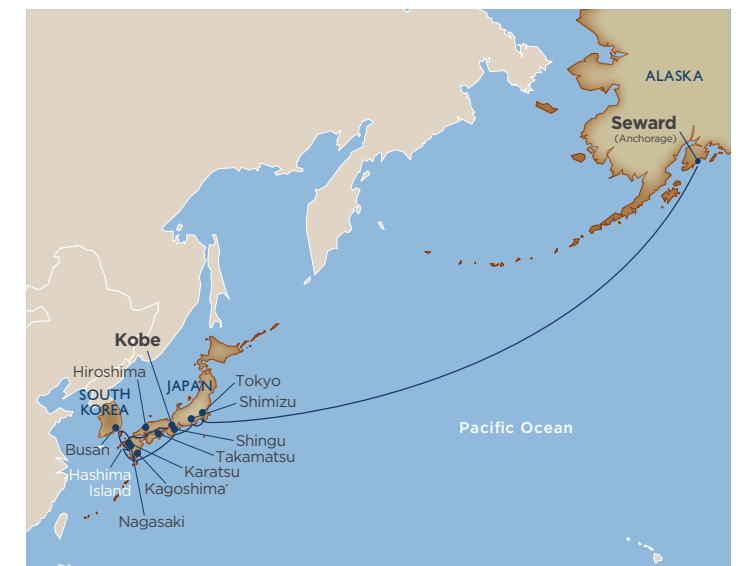 ALASKA
Seward
(Anchorage)
Kobe
Hiroshima
JAPAN
Tokyo
SOUTH
KOREA
Shimizu
Pacific Ocean
Shingu
Busan
Takamatsu
Karatsu
Hashima
Island
Kagoshima*
Nagasaki